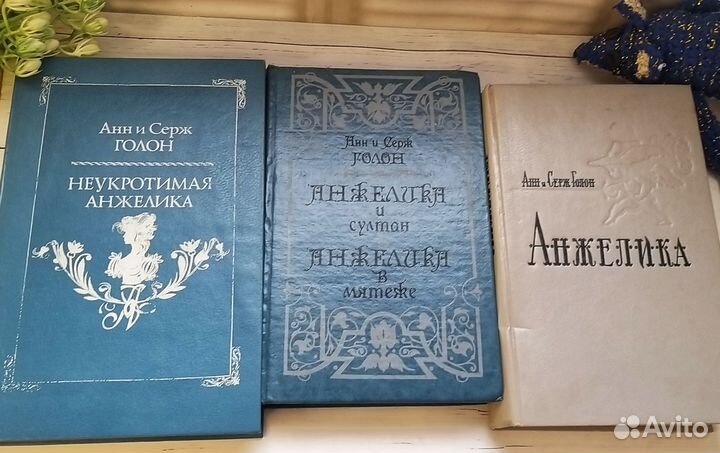 Анн и Серж
ГОЛОН
НЕУКРОТИМАЯ
АНЖЕЛИКА
Анн и Серж
ГОЛОН
АНЖЕЛИКА
и
султан
АНЖЕЛИКА
в
мятеже
Анн и Серж Голон
АНЖЕЛИКА
Avito